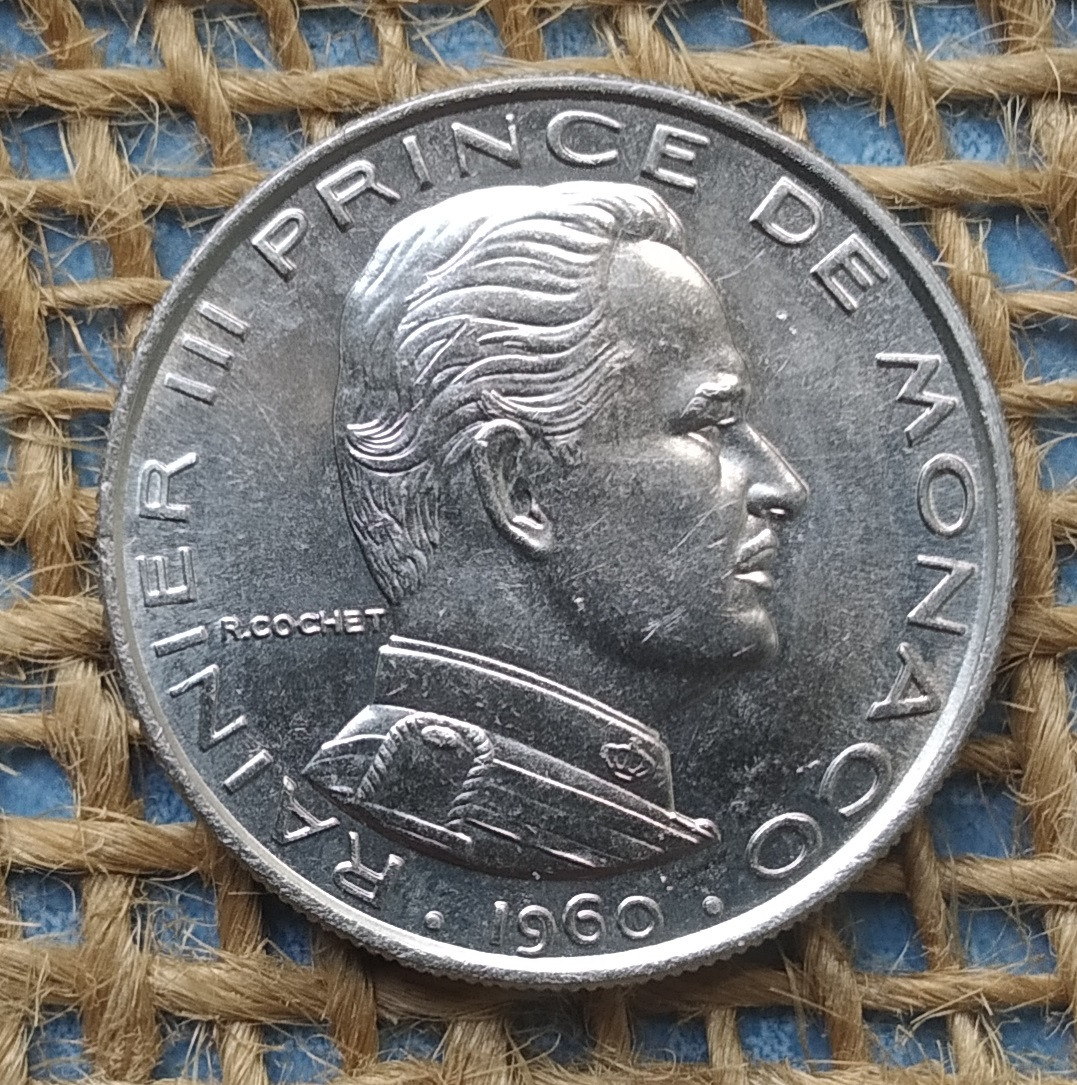 RAINIER III PRINCE DE MONACO
R.COCHET
• 1960 •